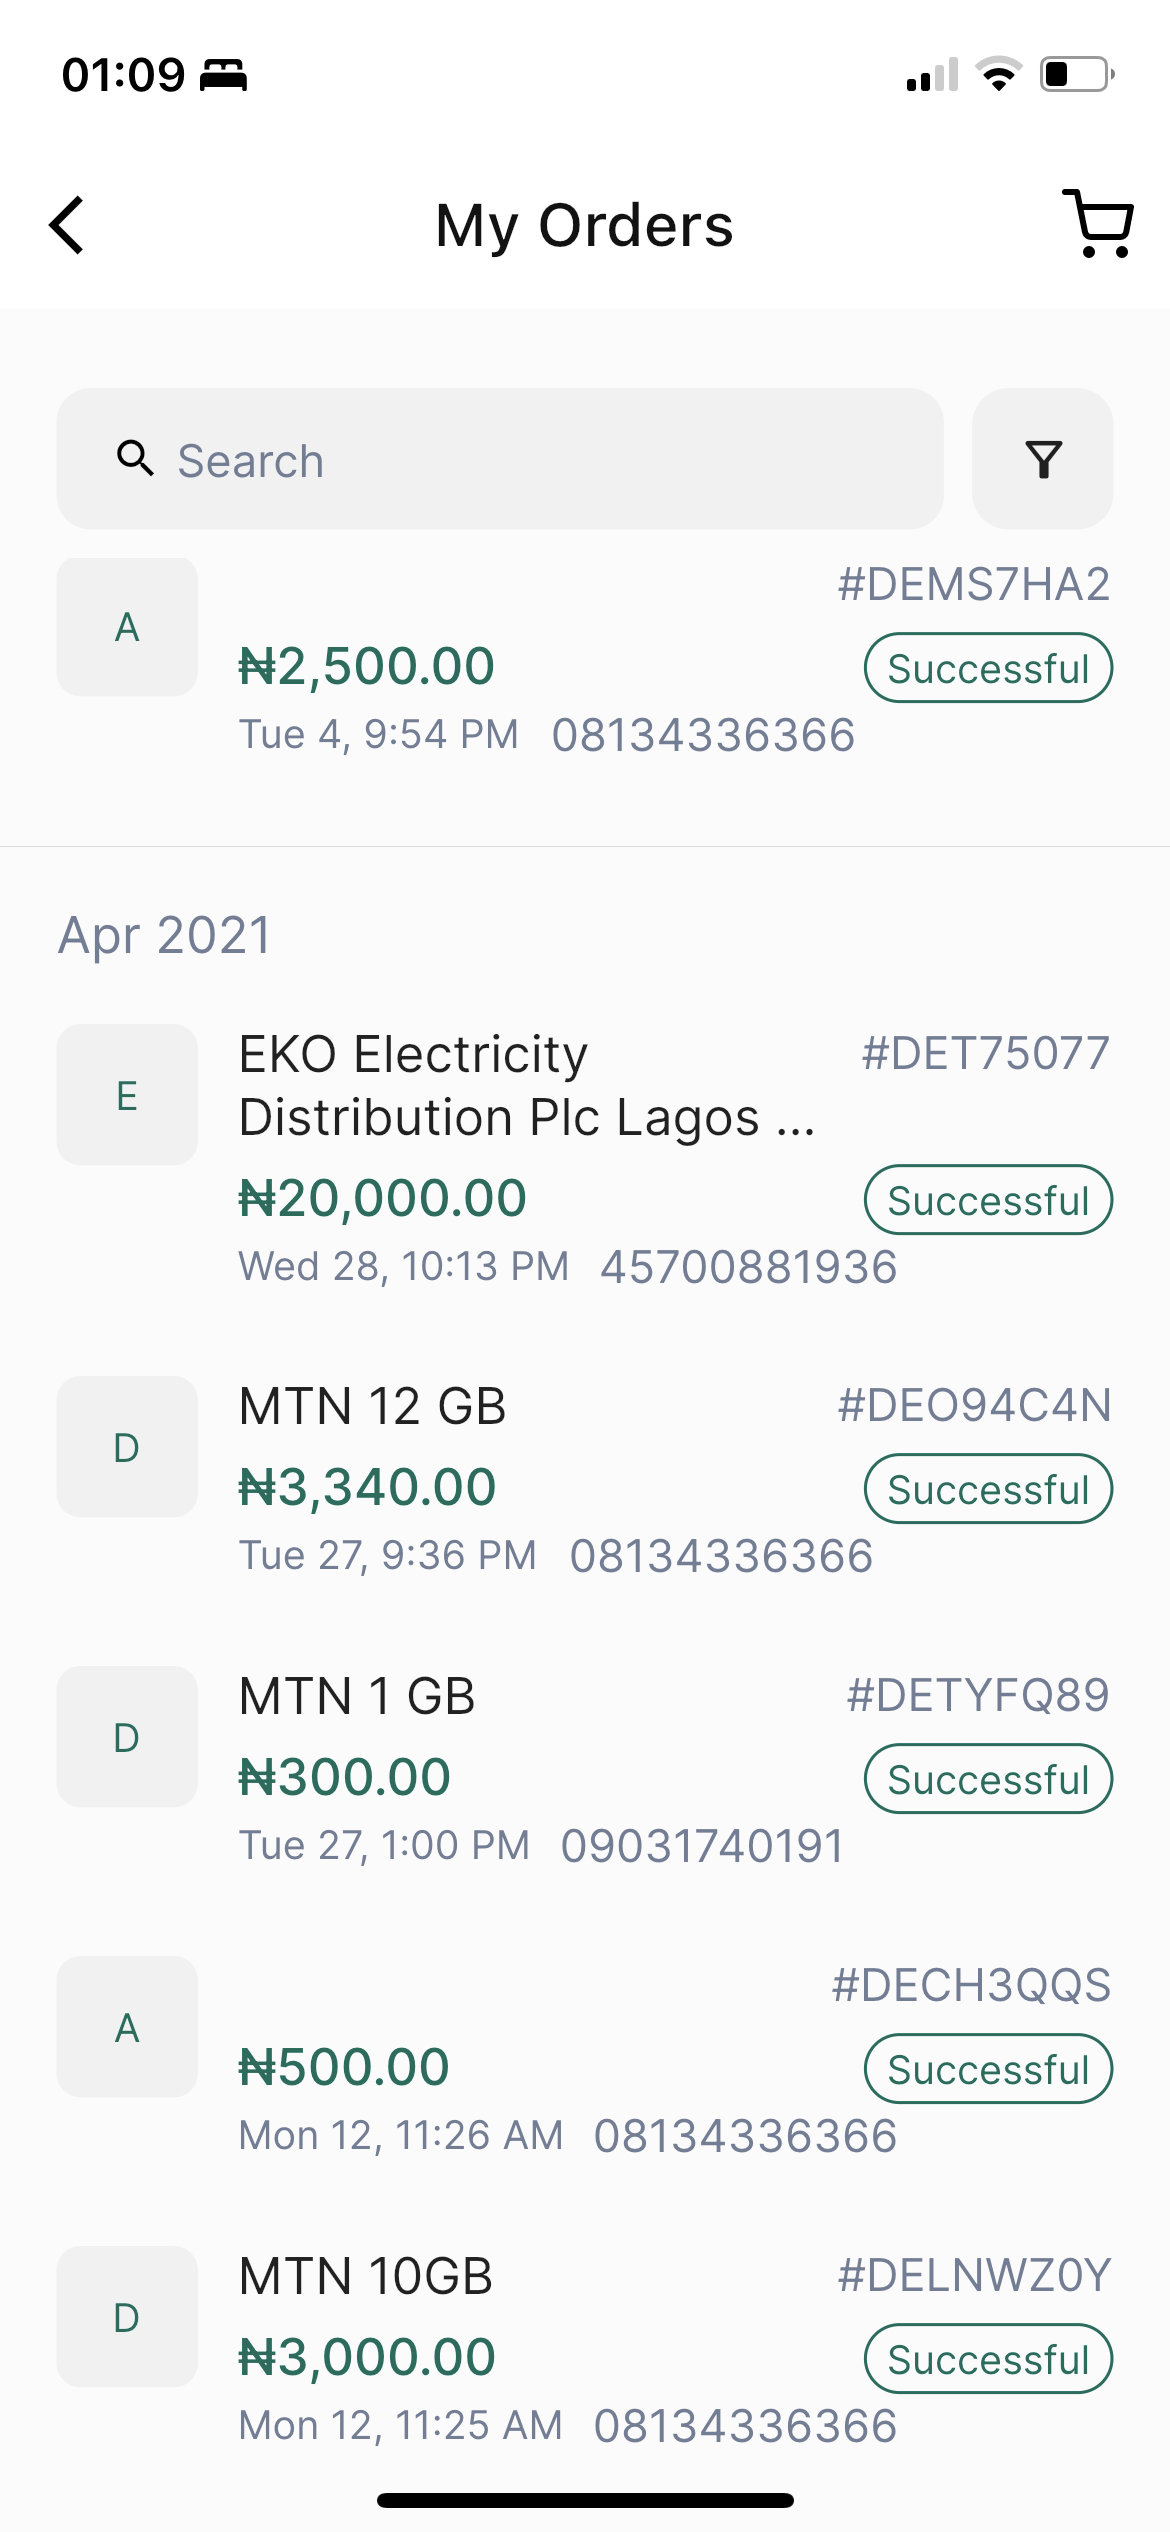 01:09
My Orders
Search
A
#DEMS7HA2
₦2,500.00
Successful
Tue 4, 9:54 PM 08134336366
Apr 2021
E
EKO Electricity
#DET75077
Distribution Plc Lagos ...
₦20,000.00
Successful
Wed 28, 10:13 PM 45700881936
D
MTN 12 GB
#DEO94C4N
₦3,340.00
Successful
Tue 27, 9:36 PM 08134336366
D
MTN 1 GB
#DETYFQ89
₦300.00
Successful
Tue 27, 1:00 PM 09031740191
A
#DECH3QQS
₦500.00
Successful
Mon 12, 11:26 AM 08134336366
D
MTN 10GB
#DELNWZ0Y
₦3,000.00
Successful
Mon 12, 11:25 AM 08134336366